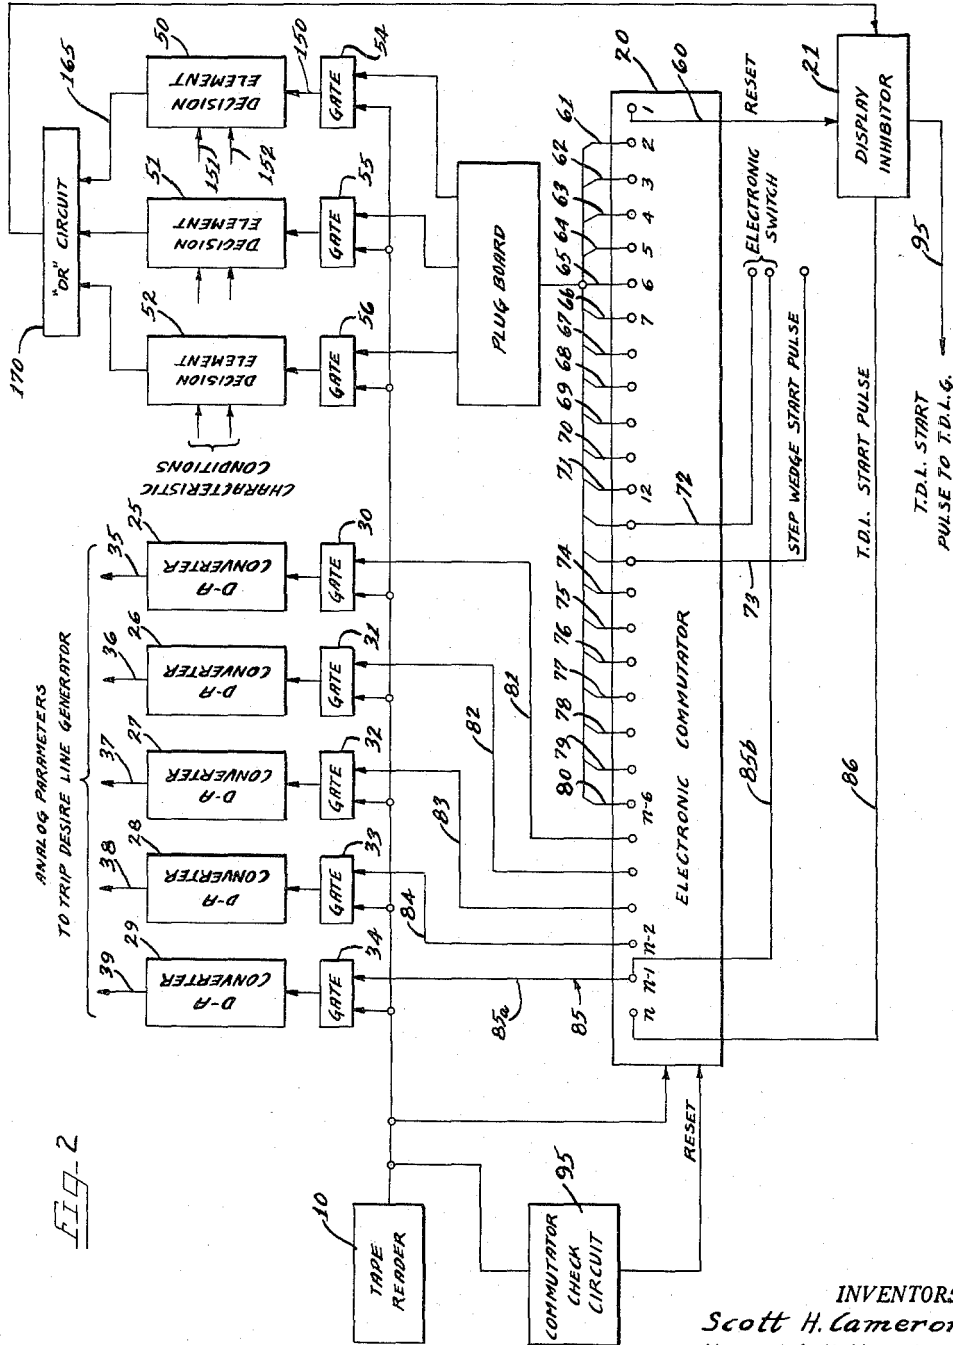 FIG. 2
ANALOG PARAMETERS
TO TRIP DESIRE LINE GENERATOR
39
38
37
36
35
29
28
27
26
25
D-A
CONVERTER
D-A
CONVERTER
D-A
CONVERTER
D-A
CONVERTER
D-A
CONVERTER
34
33
32
31
30
GATE
GATE
GATE
GATE
GATE
170
"OR" CIRCUIT
165
52
51
50
DECISION
ELEMENT
DECISION
ELEMENT
DECISION
ELEMENT
151
152
150
CHARACTERISTIC
CONDITIONS
56
55
54
GATE
GATE
GATE
PLUG BOARD
10
TAPE
READER
95
COMMUTATOR
CHECK
CIRCUIT
RESET
85a
85
84
83
82
81
80
79
78
77
76
75
74
71
70
69
68
67
66
65
64
63
62
61
20
60
n
n-1
n-2
n-6
12
7
6
5
4
3
2
1
ELECTRONIC COMMUTATOR
72
73
85b
86
RESET
ELECTRONIC
SWITCH
STEP WEDGE START PULSE
T.D.L. START PULSE
21
DISPLAY
INHIBITOR
95
T.D.L. START
PULSE TO T.D.L.G.
INVENTORS
Scott H. Cameron